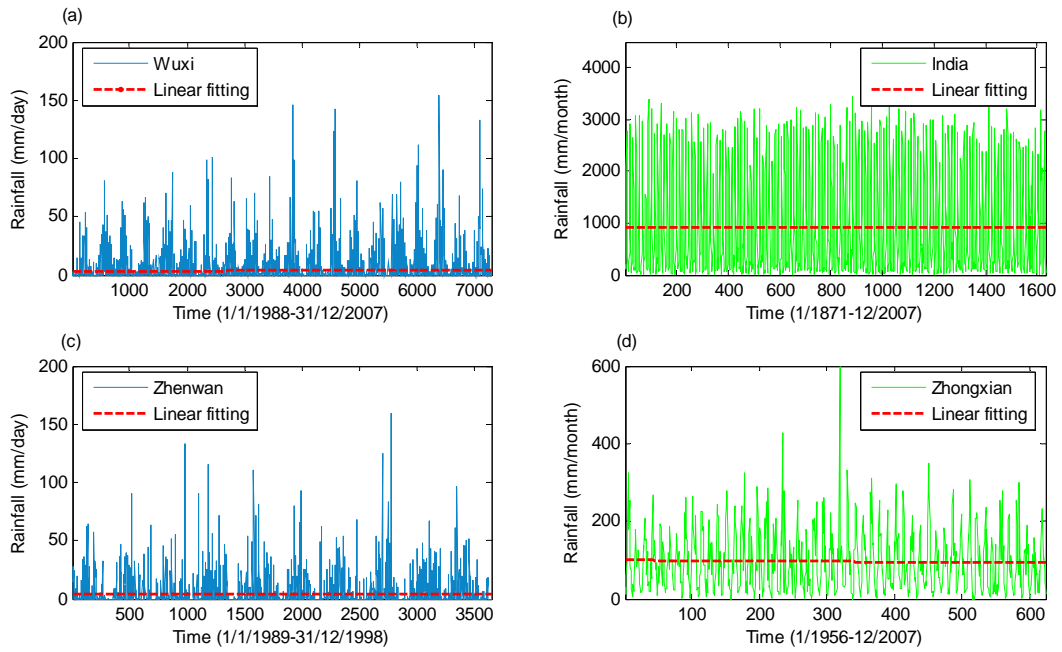 (a)
200
150
100
50
0
Rainfall (mm/day)
Wuxi
Linear fitting
1000 2000 3000 4000 5000 6000 7000
Time (1/1/1988-31/12/2007)
(b)
4000
3000
2000
1000
0
Rainfall (mm/month)
India
Linear fitting
200 400 600 800 1000 1200 1400 1600
Time (1/1871-12/2007)
(c)
200
150
100
50
0
Rainfall (mm/day)
Zhenwan
Linear fitting
500 1000 1500 2000 2500 3000 3500
Time (1/1/1989-31/12/1998)
(d)
600
400
200
100
0
Rainfall (mm/month)
Zhongxian
Linear fitting
100 200 300 400 500 600
Time (1/1956-12/2007)